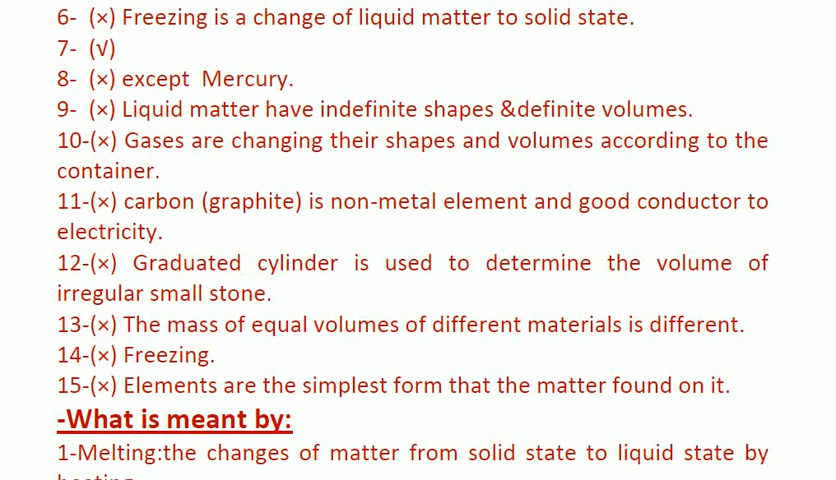 6- (×) Freezing is a change of liquid matter to solid state.
7- (√)
8- (×) except Mercury.
9- (×) Liquid matter have indefinite shapes &definite volumes.
10-(×) Gases are changing their shapes and volumes according to the
container.
11-(×) carbon (graphite) is non-metal element and good conductor to
electricity.
12-(×) Graduated cylinder is used to determine the volume of
irregular small stone.
13-(×) The mass of equal volumes of different materials is different.
14-(×) Freezing.
15-(×) Elements are the simplest form that the matter found on it.
-What is meant by:
1-Melting:the changes of matter from solid state to liquid state by